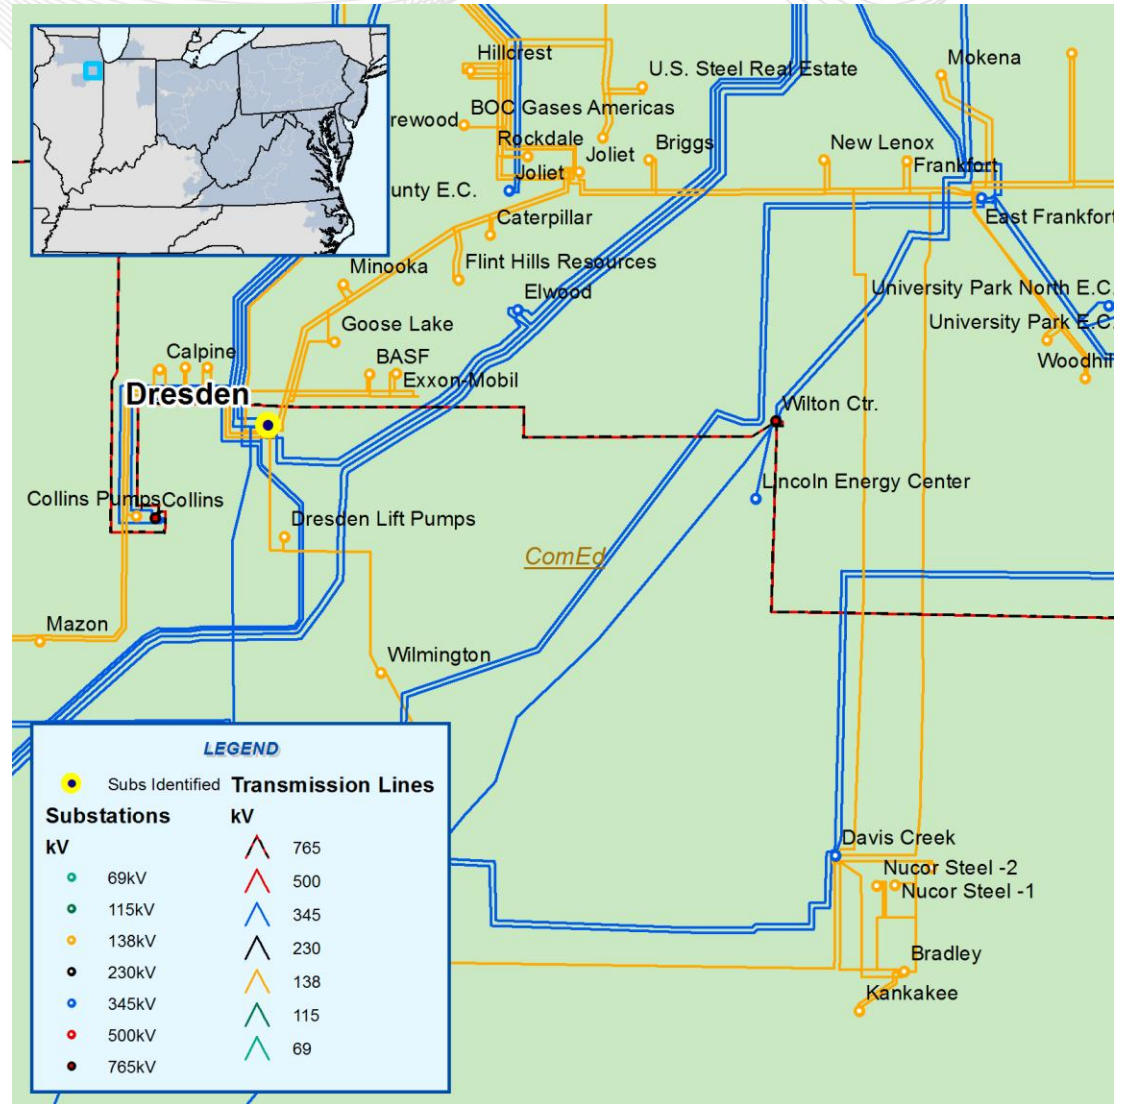 Hillcrest
Mokena
U.S. Steel Real Estate
BOC Gases Americas
rewood
Rockdale
Joliet
Briggs
New Lenox
Frankfort
Joliet
unty E.C.
Caterpillar
East Frankfort
Minooka
Flint Hills Resources
Elwood
University Park North E.C.
Goose Lake
University Park E.C.
Calpine
BASF
Woodhill
Exxon-Mobil
Dresden
Wilton Ctr.
Collins Pumps
Collins
Lincoln Energy Center
Dresden Lift Pumps
ComEd
Mazon
Wilmington
LEGEND
Subs Identified
Substations
kV
69kV
115kV
138kV
230kV
345kV
500kV
765kV
Transmission Lines
kV
765
500
345
230
138
115
69
Davis Creek
Nucor Steel -2
Nucor Steel -1
Bradley
Kankakee